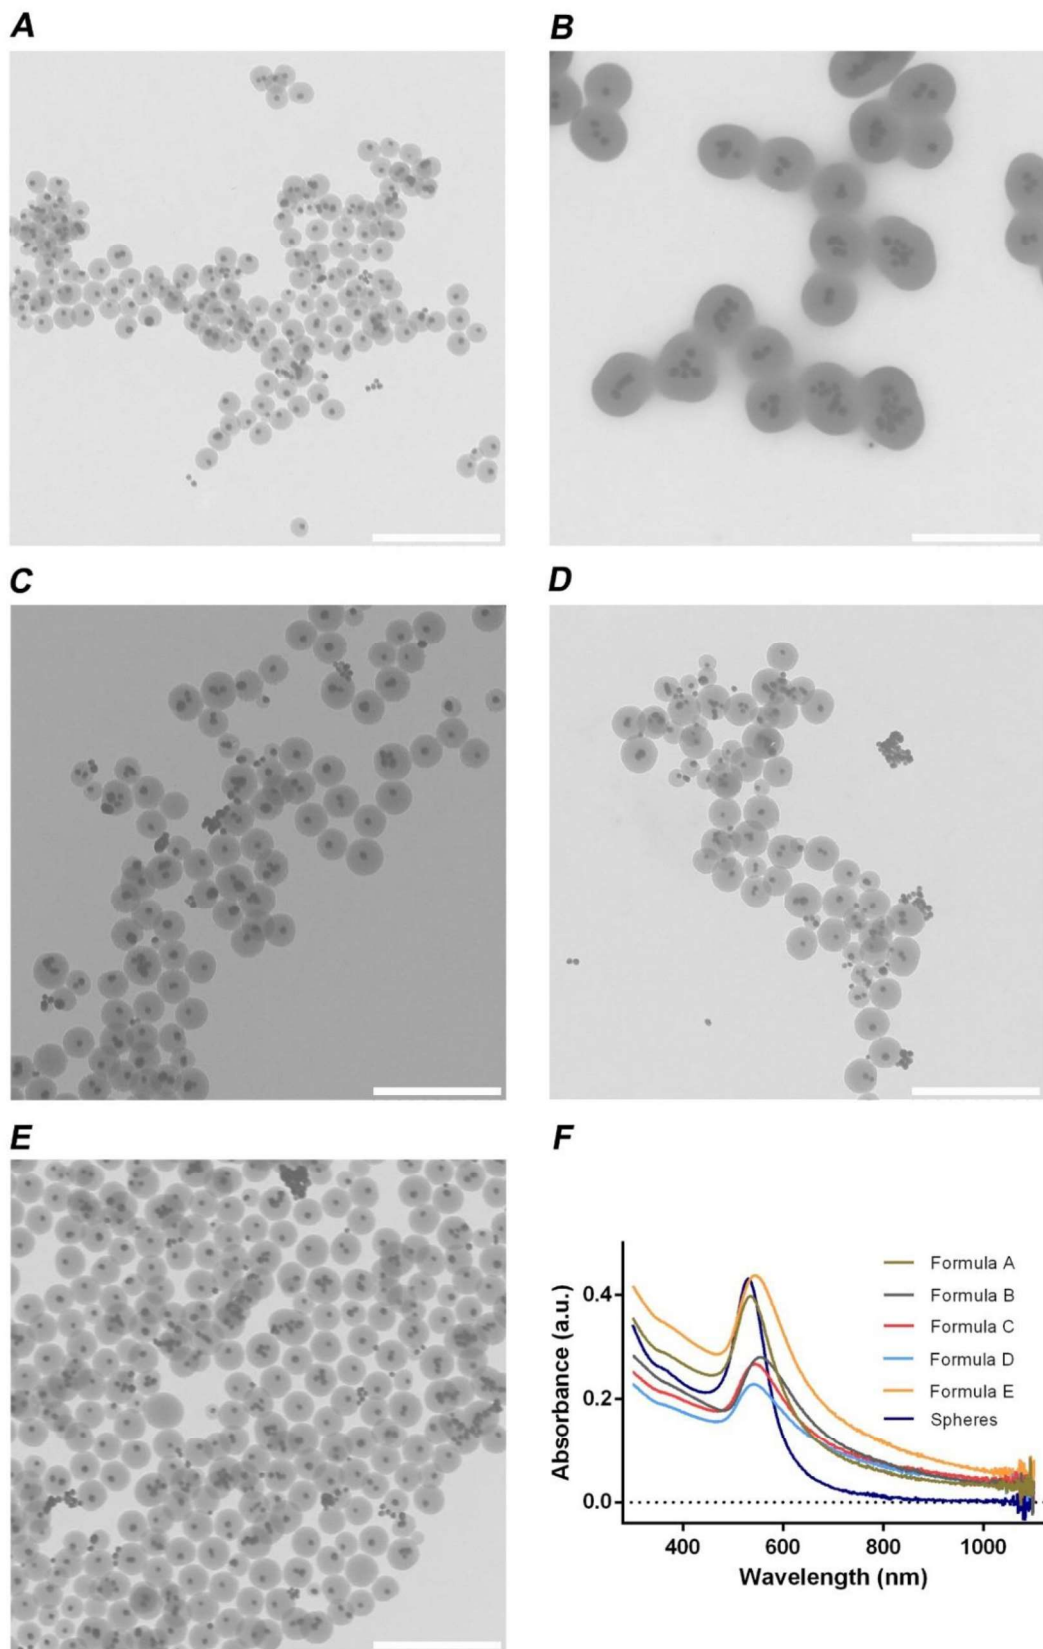 A
B
C
D
E
F
Absorbance (a.u.)
0.4
0.2
0.0
400
600
800
1000
Wavelength (nm)
Formula A
Formula B
Formula C
Formula D
Formula E
Spheres